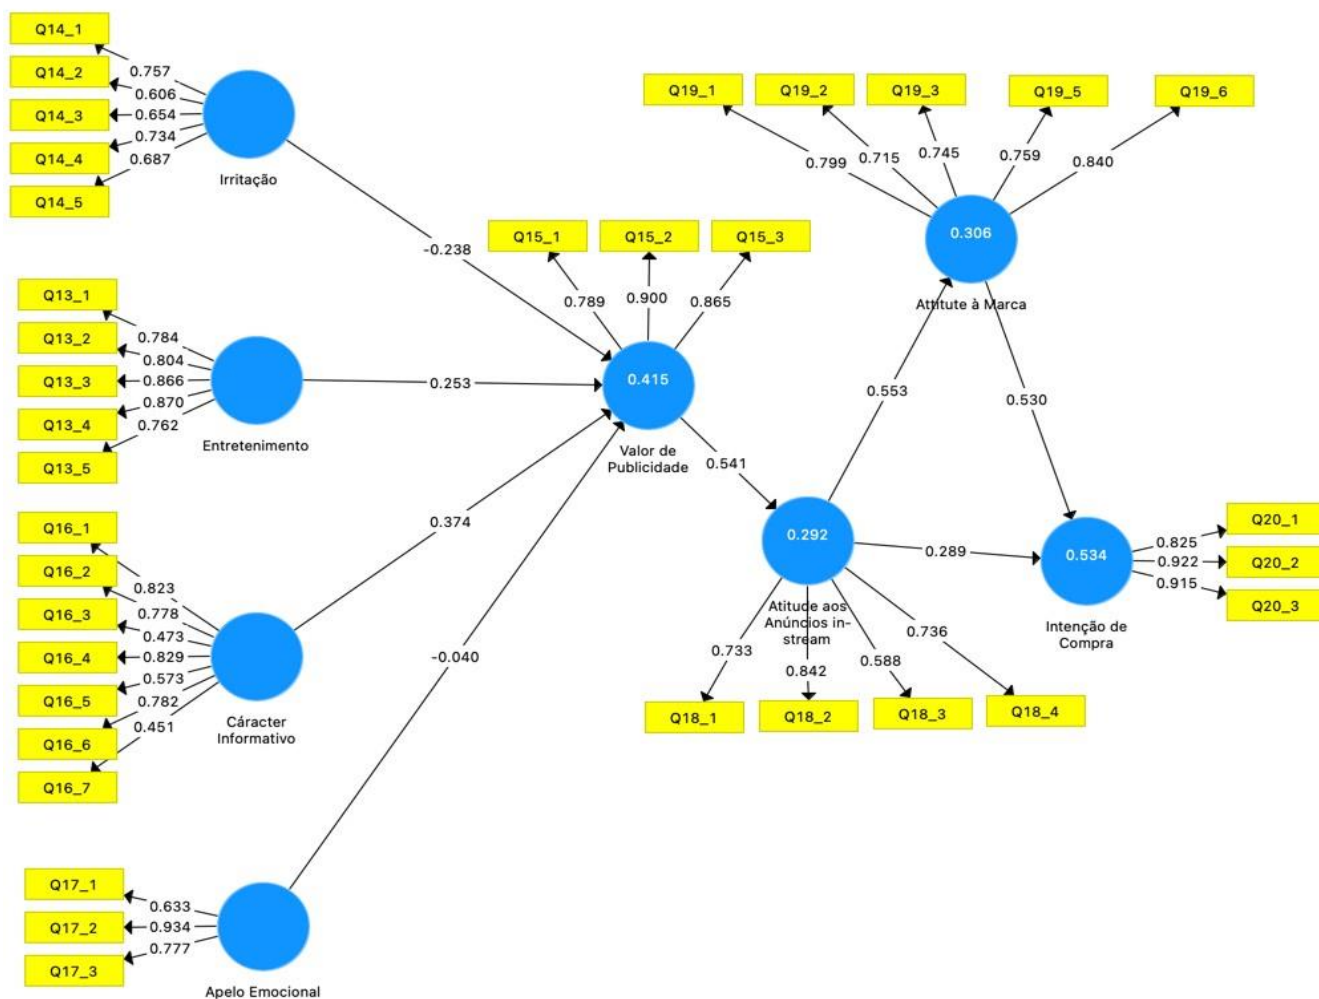 Q14_1
Q14_2
Q14_3
Q14_4
Q14_5
0.757
0.606
0.654
0.734
0.687
Irritação
-0.238
Q13_1
Q13_2
Q13_3
Q13_4
Q13_5
0.784
0.804
0.866
0.870
0.762
Entretenimento
0.253
Q16_1
Q16_2
Q16_3
Q16_4
Q16_5
Q16_6
Q16_7
0.823
0.778
0.473
0.829
0.573
0.782
0.451
Cáracter
Informativo
0.374
Q17_1
Q17_2
Q17_3
0.633
0.934
0.777
Apelo Emocional
-0.040
Q15_1
Q15_2
Q15_3
0.789
0.900
0.865
0.415
Valor de
Publicidade
0.541
Q19_1
Q19_2
Q19_3
Q19_5
Q19_6
0.799
0.715
0.745
0.759
0.840
0.306
Attitute à Marca
0.553
0.530
0.292
Atitude aos
Anúncios in-
stream
0.289
0.733
0.842
0.588
0.736
Q18_1
Q18_2
Q18_3
Q18_4
0.534
Intenção de
Compra
0.825
0.922
0.915
Q20_1
Q20_2
Q20_3